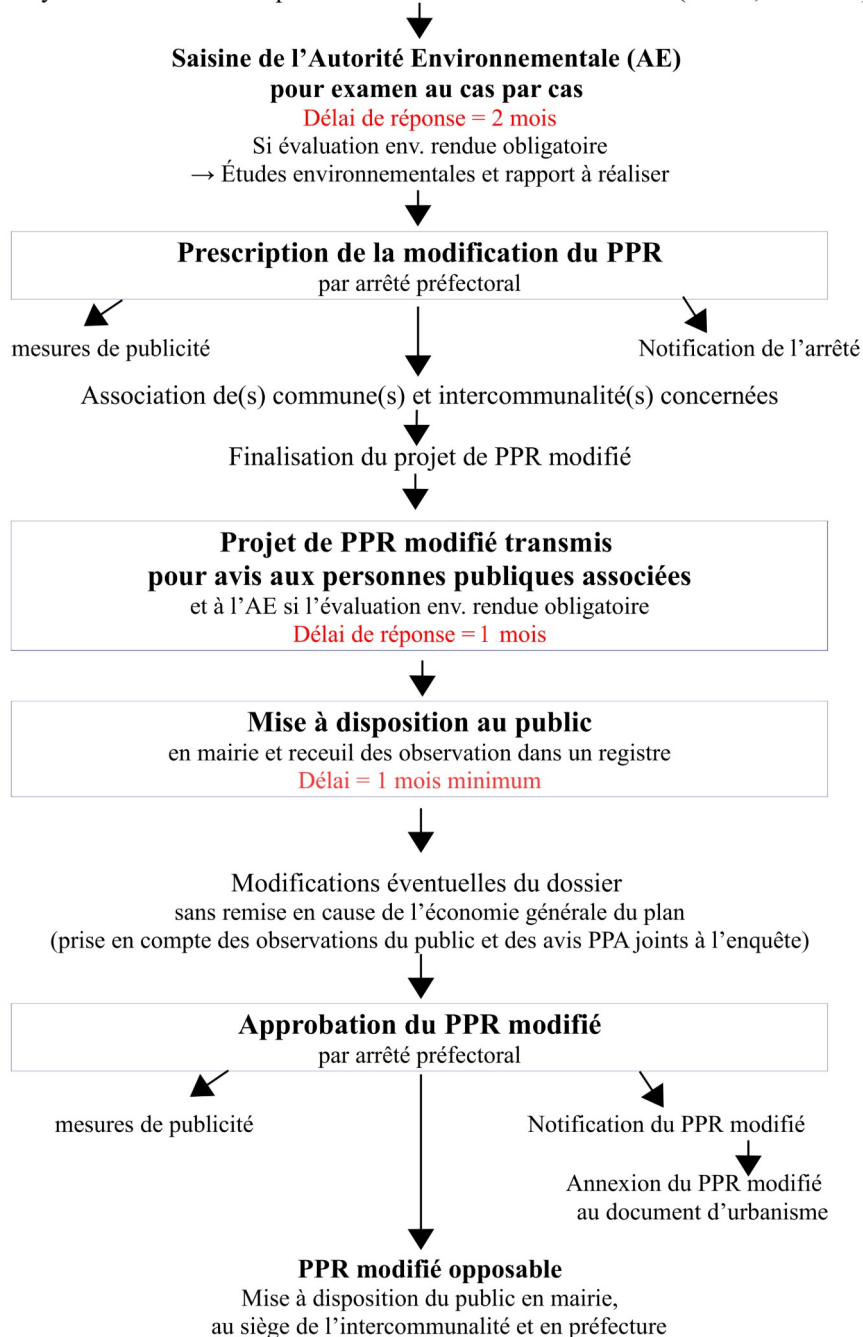 Saisine de l’Autorité Environnementale (AE)
pour examen au cas par cas
Délai de réponse = 2 mois
Si évaluation env. rendue obligatoire
→ Études environnementales et rapport à réaliser
Prescription de la modification du PPR
par arrêté préfectoral
mesures de publicité
Notification de l’arrêté
Association de(s) commune(s) et intercommunalité(s) concernées
Finalisation du projet de PPR modifié
Projet de PPR modifié transmis
pour avis aux personnes publiques associées
et à l’AE si l’évaluation env. rendue obligatoire
Délai de réponse = 1 mois
Mise à disposition au public
en mairie et receuil des observation dans un registre
Délai = 1 mois minimum
Modifications éventuelles du dossier
sans remise en cause de l’économie générale du plan
(prise en compte des observations du public et des avis PPA joints à l’enquête)
Approbation du PPR modifié
par arrêté préfectoral
mesures de publicité
Notification du PPR modifié
Annexion du PPR modifié
au document d’urbanisme
PPR modifié opposable
Mise à disposition du public en mairie,
au siège de l’intercommunalité et en préfecture